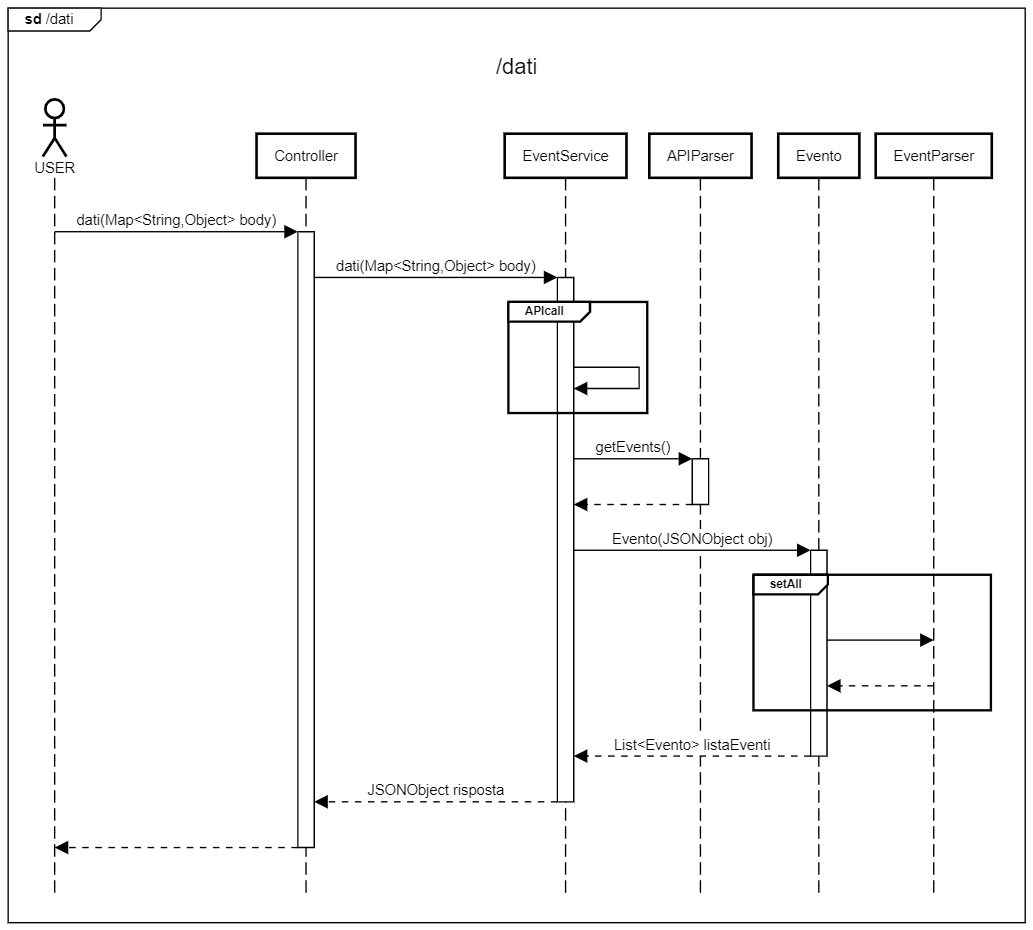 sd /dati
/dati
USER
Controller
EventService
APIParser
Evento
EventParser
dati(Map<String,Object> body)
dati(Map<String,Object> body)
APIcall
getEvents()
Evento(JSONObject obj)
setAll
List<Evento> listaEventi
JSONObject risposta